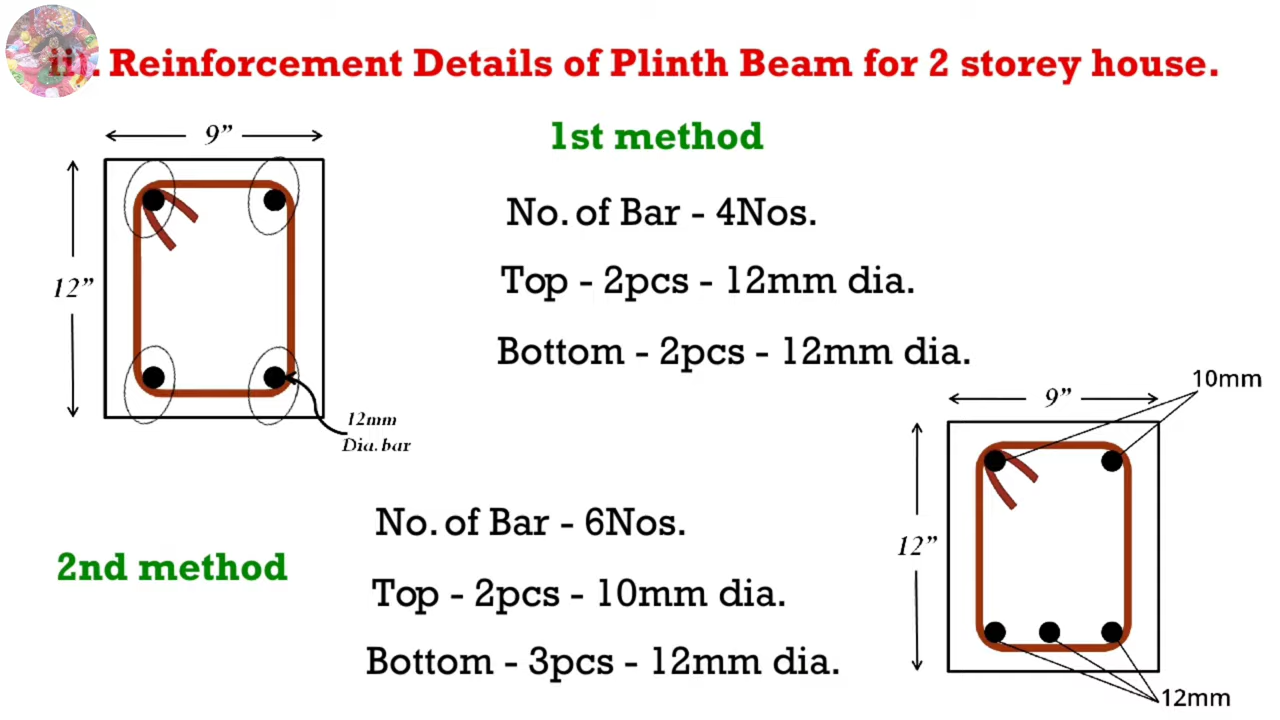 iii. Reinforcement Details of Plinth Beam for 2 storey house.
9”
1st method
No. of Bar - 4Nos.
12”
Top - 2pcs - 12mm dia.
Bottom - 2pcs - 12mm dia.
12mm
Dia. bar
10mm
9”
12”
2nd method
No. of Bar - 6Nos.
Top - 2pcs - 10mm dia.
Bottom - 3pcs - 12mm dia.
12mm